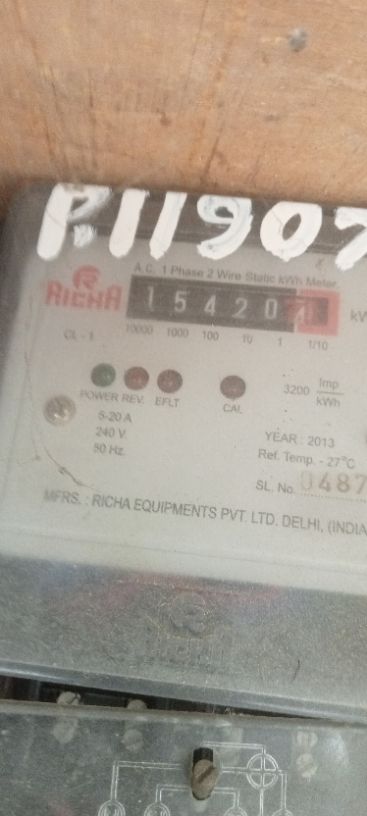 P.11907
A.C. 1 Phase 2 Wire Static kWh Meter
RICHA
15420
CL - 1
10000 1000 100 10 1 1/10
POWER REV. EFLT CAL
3200 Imp/kWh
5-20 A
240 V.
50 Hz.
YEAR : 2013
Ref. Temp. - 27°C
SL. No. 0487
MFRS. : RICHA EQUIPMENTS PVT. LTD. DELHI, (INDIA